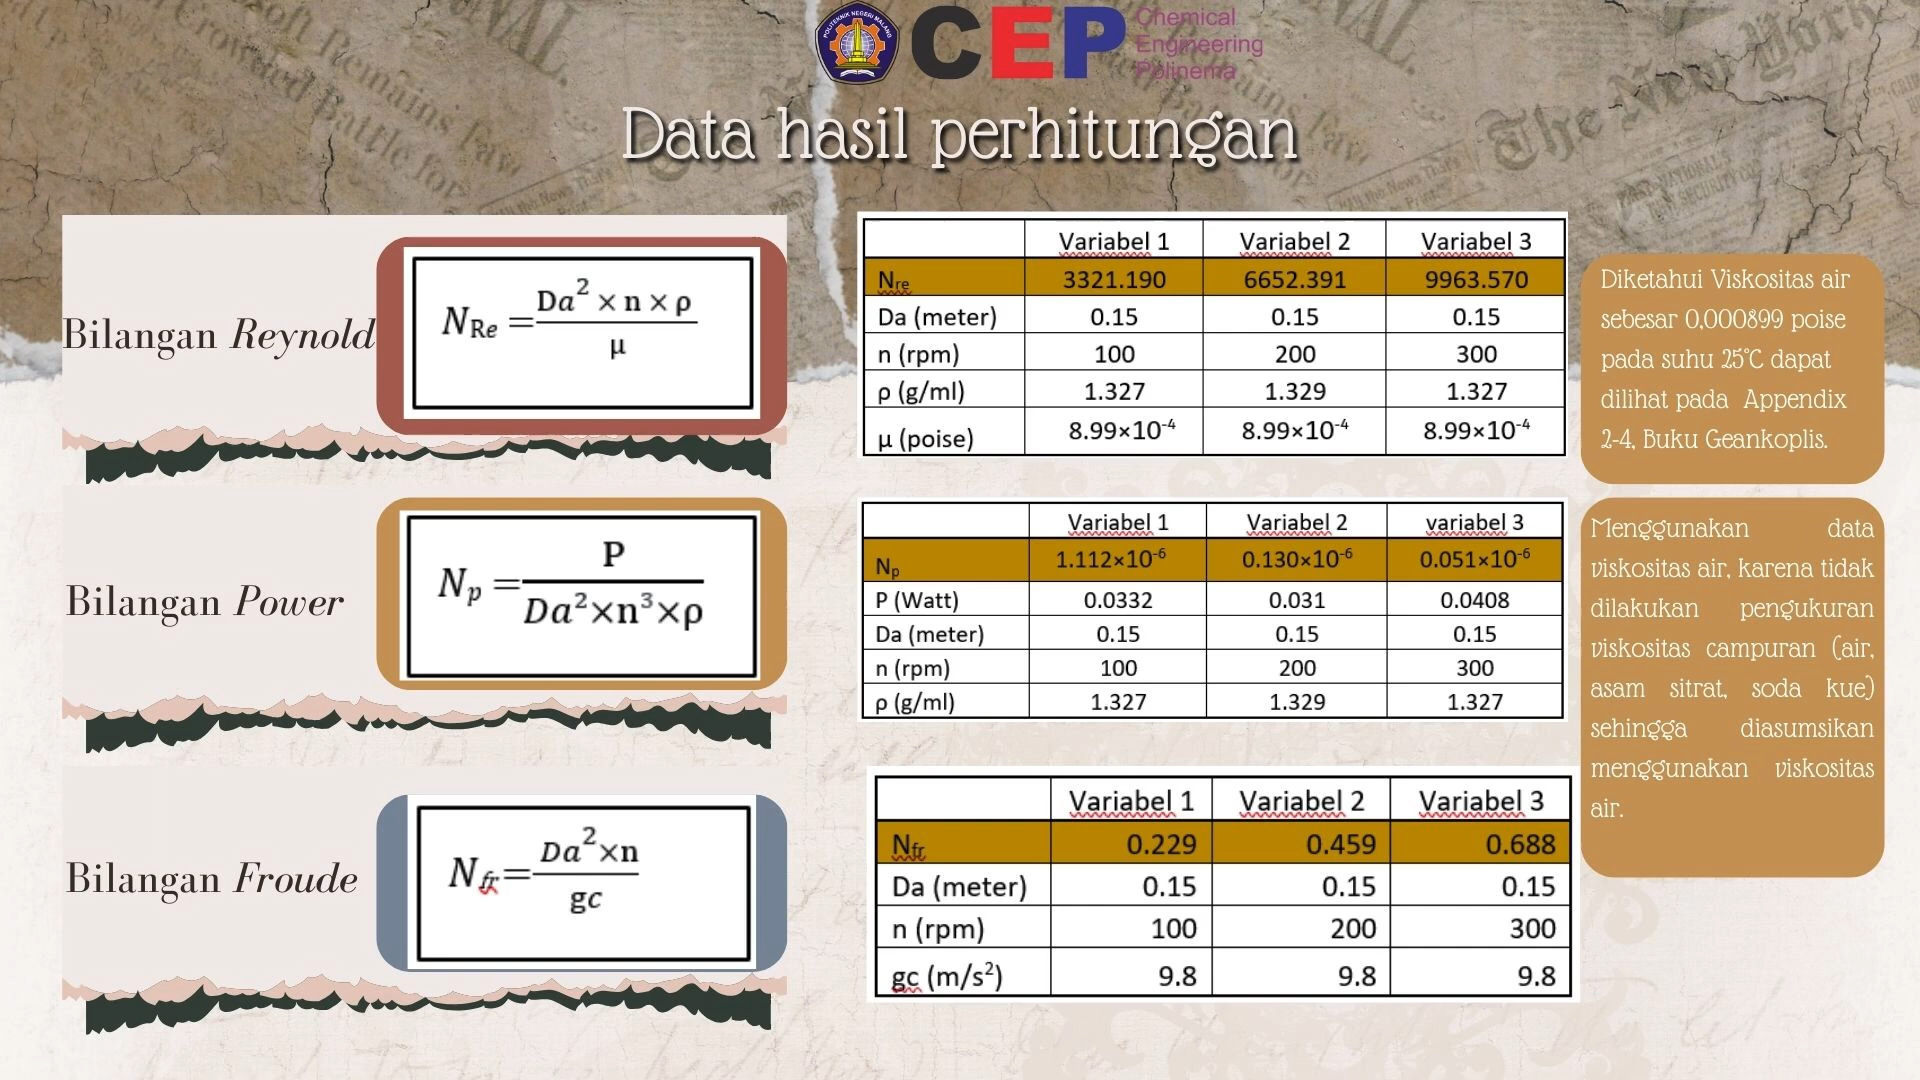 POLITEKNIK NEGERI MALANG
CEP
Chemical
Engineering
Polinema
Data hasil perhitungan
Bilangan Reynold
N_Re = Da² × n × ρ / μ
Variabel 1 Variabel 2 Variabel 3
Nre 3321.190 6652.391 9963.570
Da (meter) 0.15 0.15 0.15
n (rpm) 100 200 300
ρ (g/ml) 1.327 1.329 1.327
μ (poise) 8.99×10⁻⁴ 8.99×10⁻⁴ 8.99×10⁻⁴
Diketahui Viskositas air
sebesar 0,000899 poise
pada suhu 25°C dapat
dilihat pada Appendix
2-4, Buku Geankoplis.
Bilangan Power
N_p = P / Da²×n³×ρ
Variabel 1 Variabel 2 variabel 3
Np 1.112×10⁻⁶ 0.130×10⁻⁶ 0.051×10⁻⁶
P (Watt) 0.0332 0.031 0.0408
Da (meter) 0.15 0.15 0.15
n (rpm) 100 200 300
ρ (g/ml) 1.327 1.329 1.327
Menggunakan data
viskositas air, karena tidak
dilakukan pengukuran
viskositas campuran (air,
asam sitrat, soda kue)
sehingga diasumsikan
menggunakan viskositas
air.
Bilangan Froude
N_fr = Da²×n / gc
Variabel 1 Variabel 2 Variabel 3
Nfr 0.229 0.459 0.688
Da (meter) 0.15 0.15 0.15
n (rpm) 100 200 300
gc (m/s²) 9.8 9.8 9.8